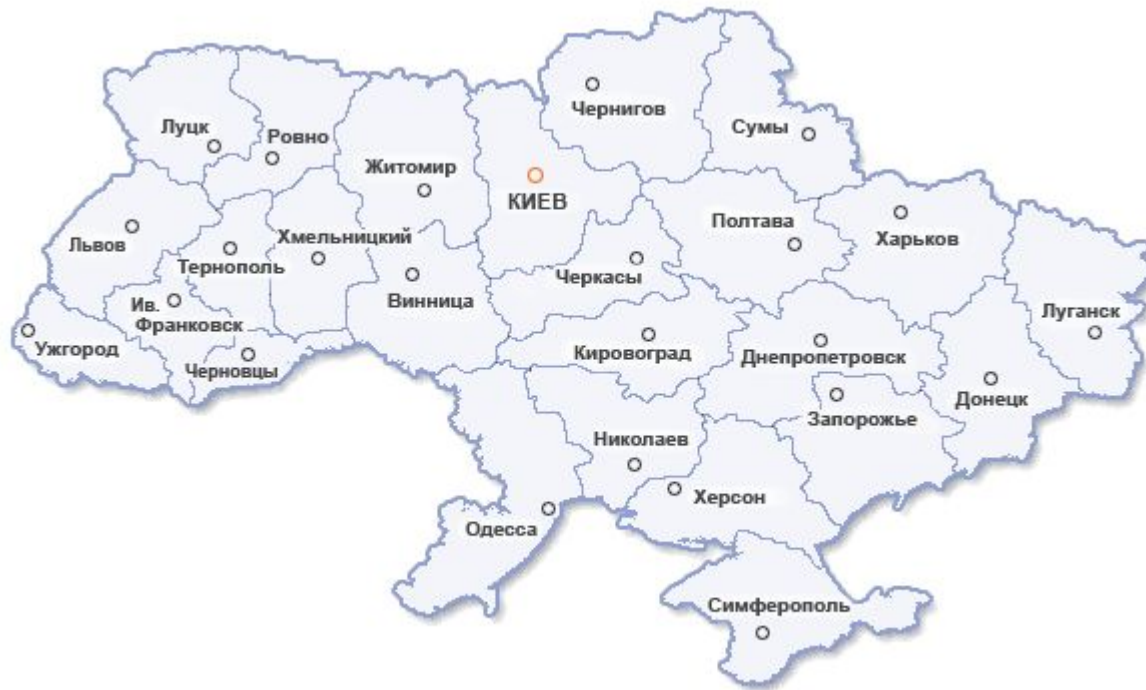 Чернигов
Луцк
Ровно
Сумы
Житомир
КИЕВ
Полтава
Львов
Хмельницкий
Харьков
Тернополь
Черкасы
Винница
Ив.
Франковск
Луганск
Ужгород
Кировоград
Днепропетровск
Черновцы
Донецк
Запорожье
Николаев
Херсон
Одесса
Симферополь